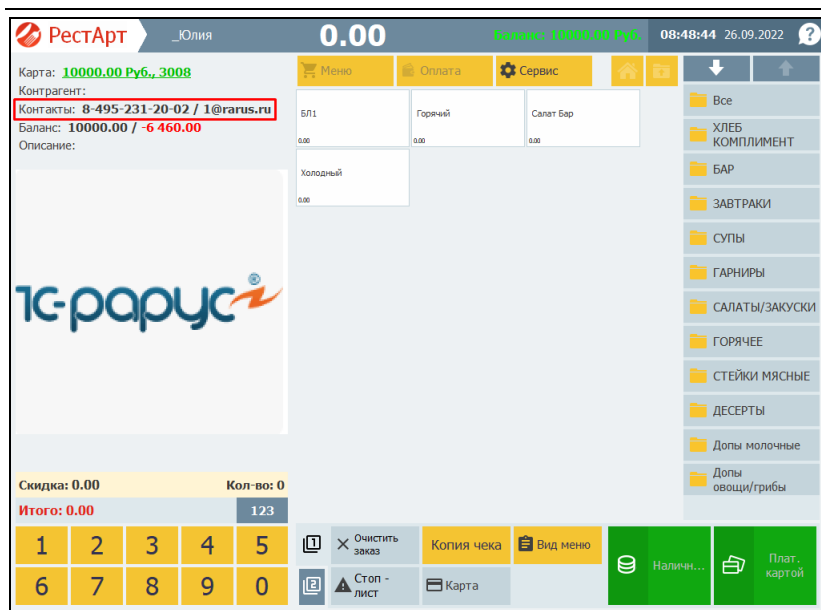 РестАрт
_Юлия
0.00
Баланс: 10000.00 Руб.
08:48:44 26.09.2022
?
Карта: 10000.00 Руб., 3008
Контрагент:
Контакты: 8-495-231-20-02 / 1@rarus.ru
Баланс: 10000.00 / -6 460.00
Описание:
1С-рарус
®
Скидка: 0.00
Кол-во: 0
Итого: 0.00
123
1 2 3 4 5
6 7 8 9 0
Меню
Оплата
Сервис
БЛ1
0.00
Горячий
0.00
Салат Бар
0.00
Холодный
0.00
Все
ХЛЕБ
КОМПЛИМЕНТ
БАР
ЗАВТРАКИ
СУПЫ
ГАРНИРЫ
САЛАТЫ/ЗАКУСКИ
ГОРЯЧЕЕ
СТЕЙКИ МЯСНЫЕ
ДЕСЕРТЫ
Допы молочные
Допы
овощи/грибы
1
Очистить
заказ
Копия чека
Вид меню
2
Стоп -
лист
Карта
Наличн...
Плат.
картой